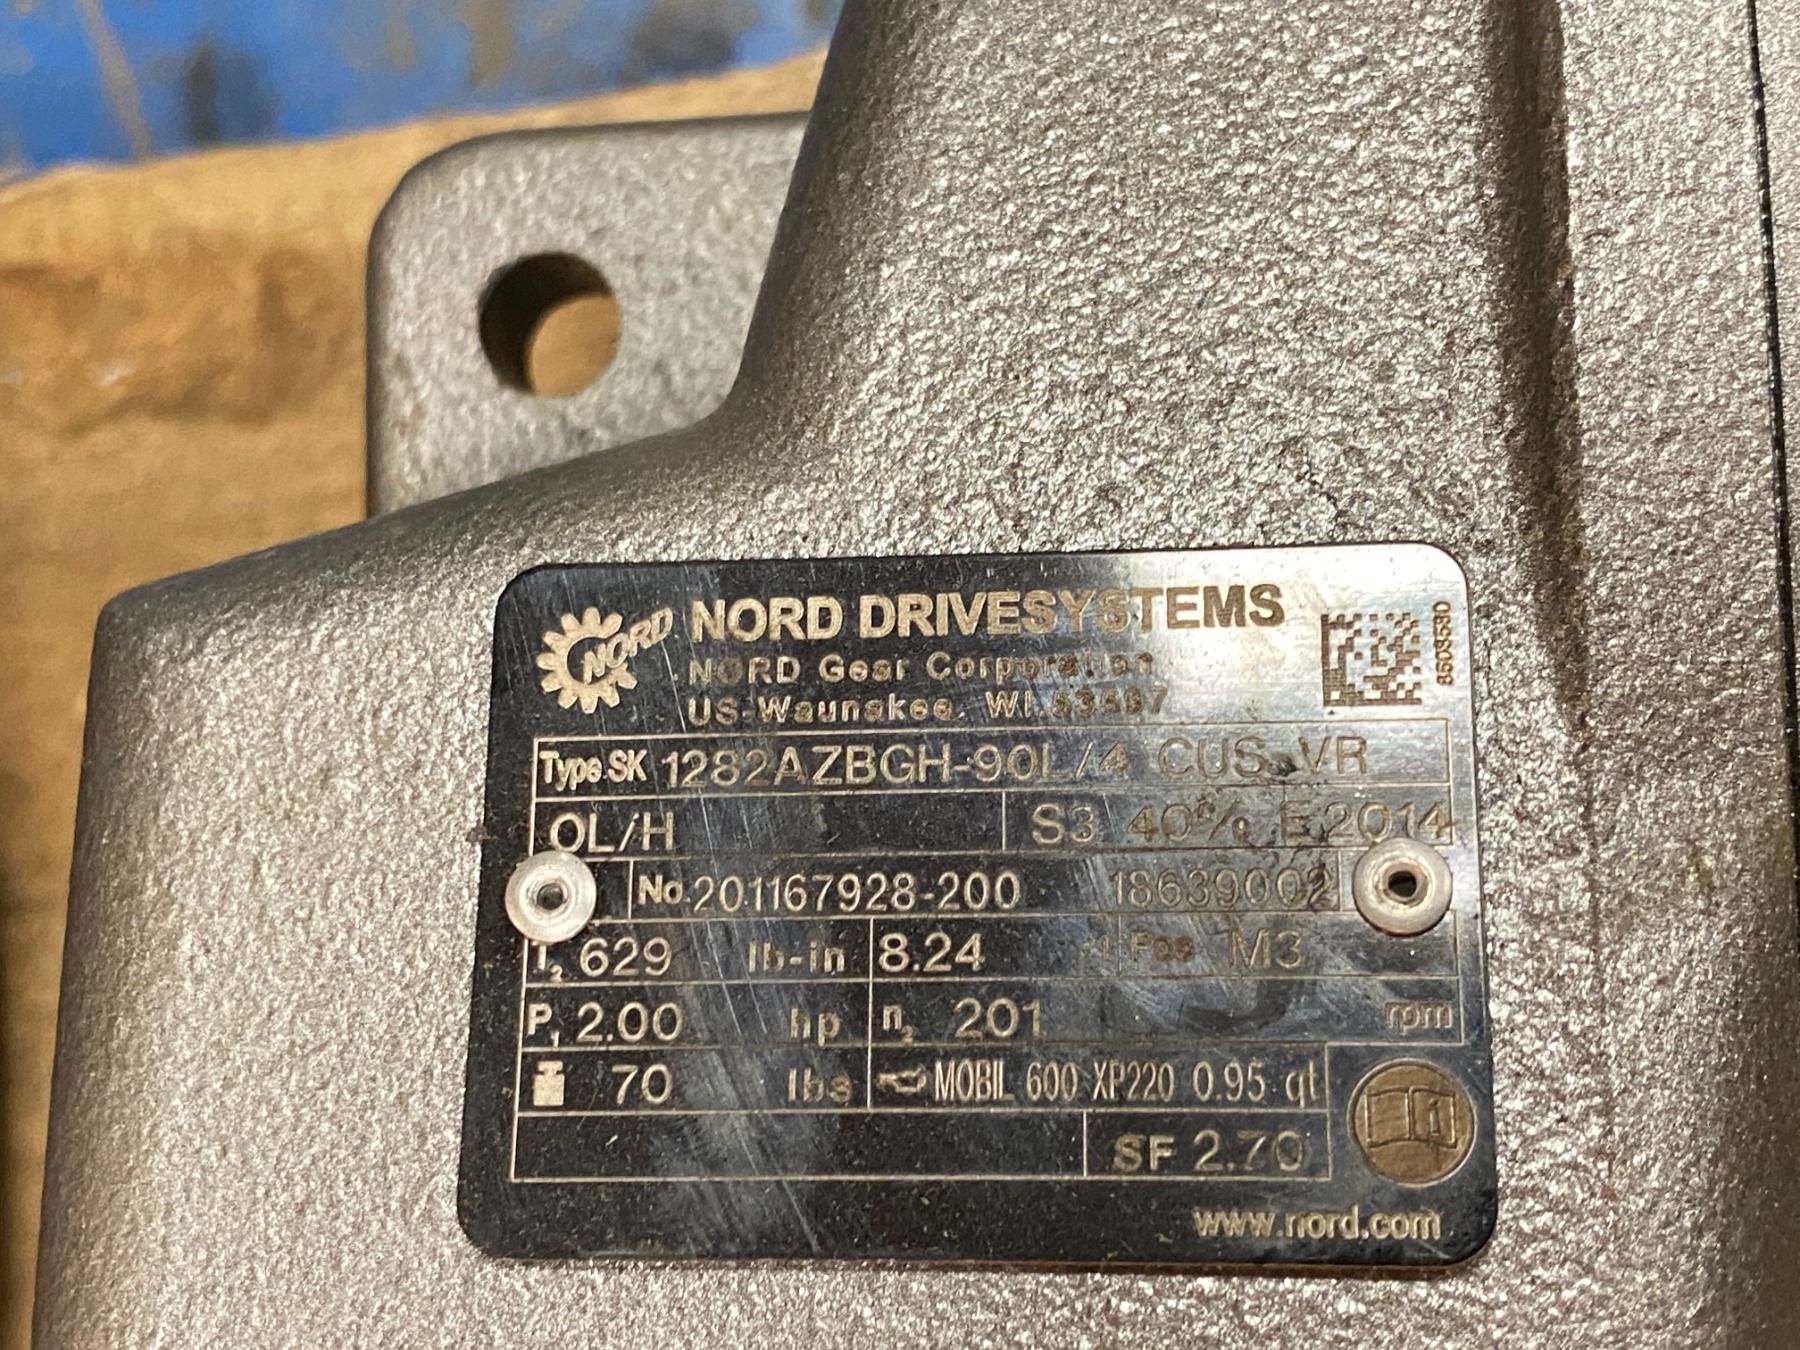 NORD
NORD DRIVESYSTEMS
NORD Gear Corporation
US-Waunakee, WI 53597
Type SK 1282AZBGH-90L/4 CUS VR
OL/H S3 40% E 2014
No. 201167928-200 18639002
T2 629 lb-in 8.24 :1 Pos M3
P1 2.00 hp n2 201 rpm
70 lbs MOBIL 600 XP220 0.95 qt
SF 2.70
i
www.nord.com